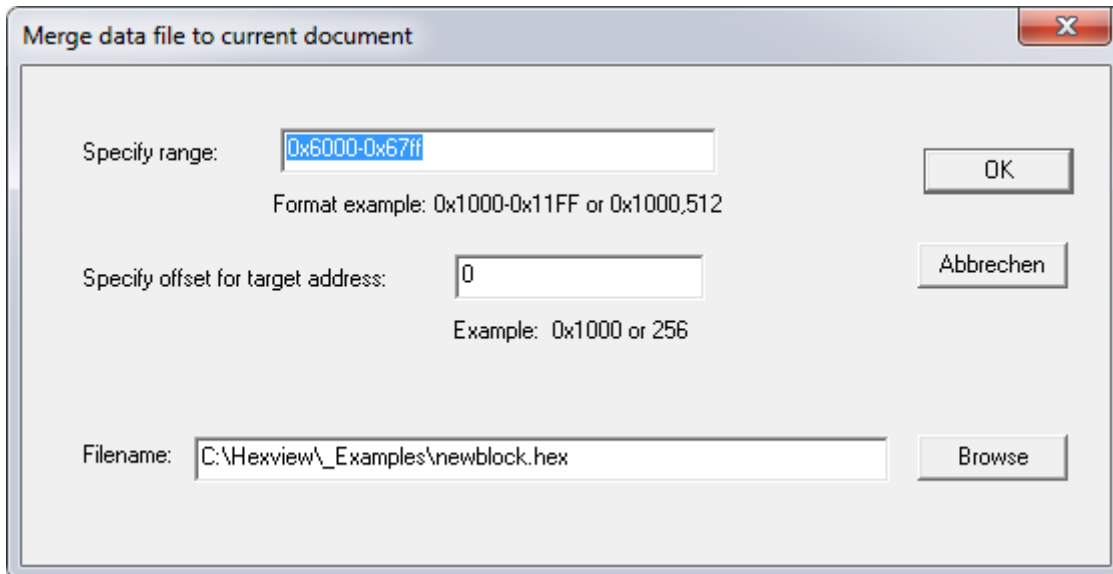 Merge data file to current document
Specify range: 0x6000-0x67ff
OK
Format example: 0x1000-0x11FF or 0x1000,512
Specify offset for target address: 0
Abbrechen
Example: 0x1000 or 256
Filename: C:\Hexview\_Examples\newblock.hex
Browse